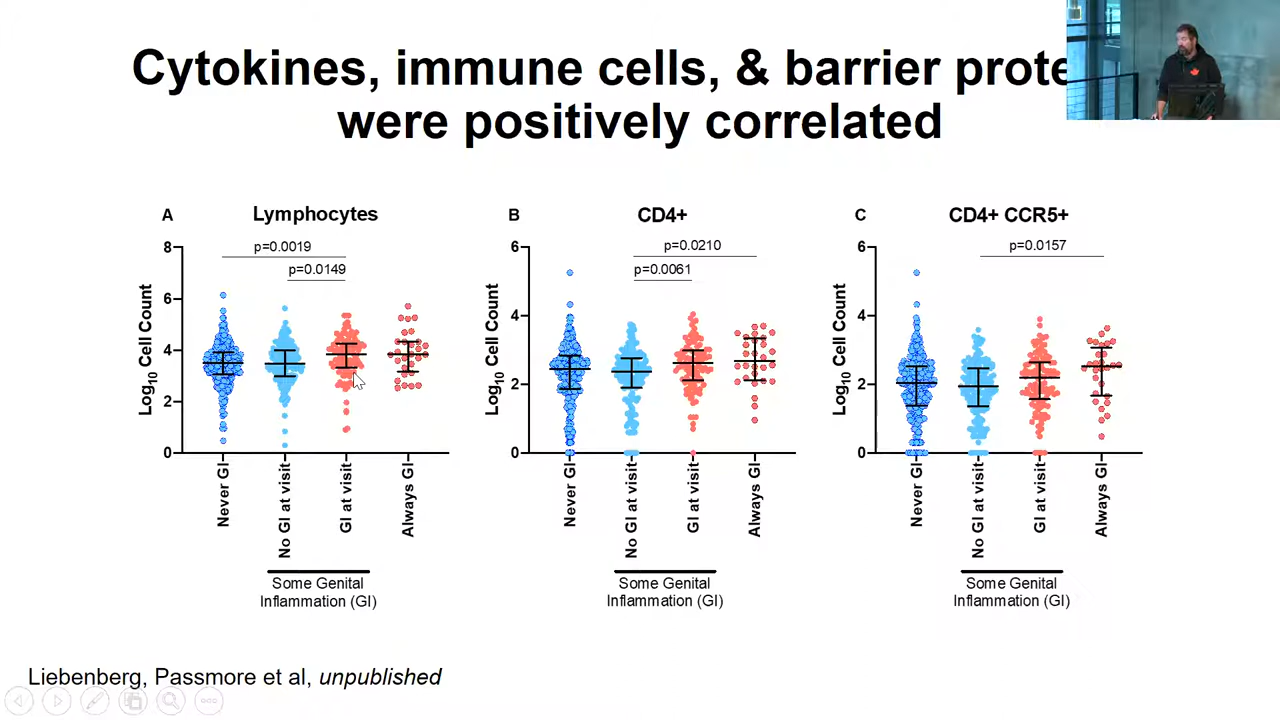 Cytokines, immune cells, & barrier prote
were positively correlated
A
Lymphocytes
p=0.0019
p=0.0149
Log10 Cell Count
8
6
4
2
0
Never GI
No GI at visit
GI at visit
Always GI
Some Genital
Inflammation (GI)
B
CD4+
p=0.0210
p=0.0061
Log10 Cell Count
6
4
2
0
Never GI
No GI at visit
GI at visit
Always GI
Some Genital
Inflammation (GI)
C
CD4+ CCR5+
p=0.0157
Log10 Cell Count
6
4
2
0
Never GI
No GI at visit
GI at visit
Always GI
Some Genital
Inflammation (GI)
Liebenberg, Passmore et al, unpublished